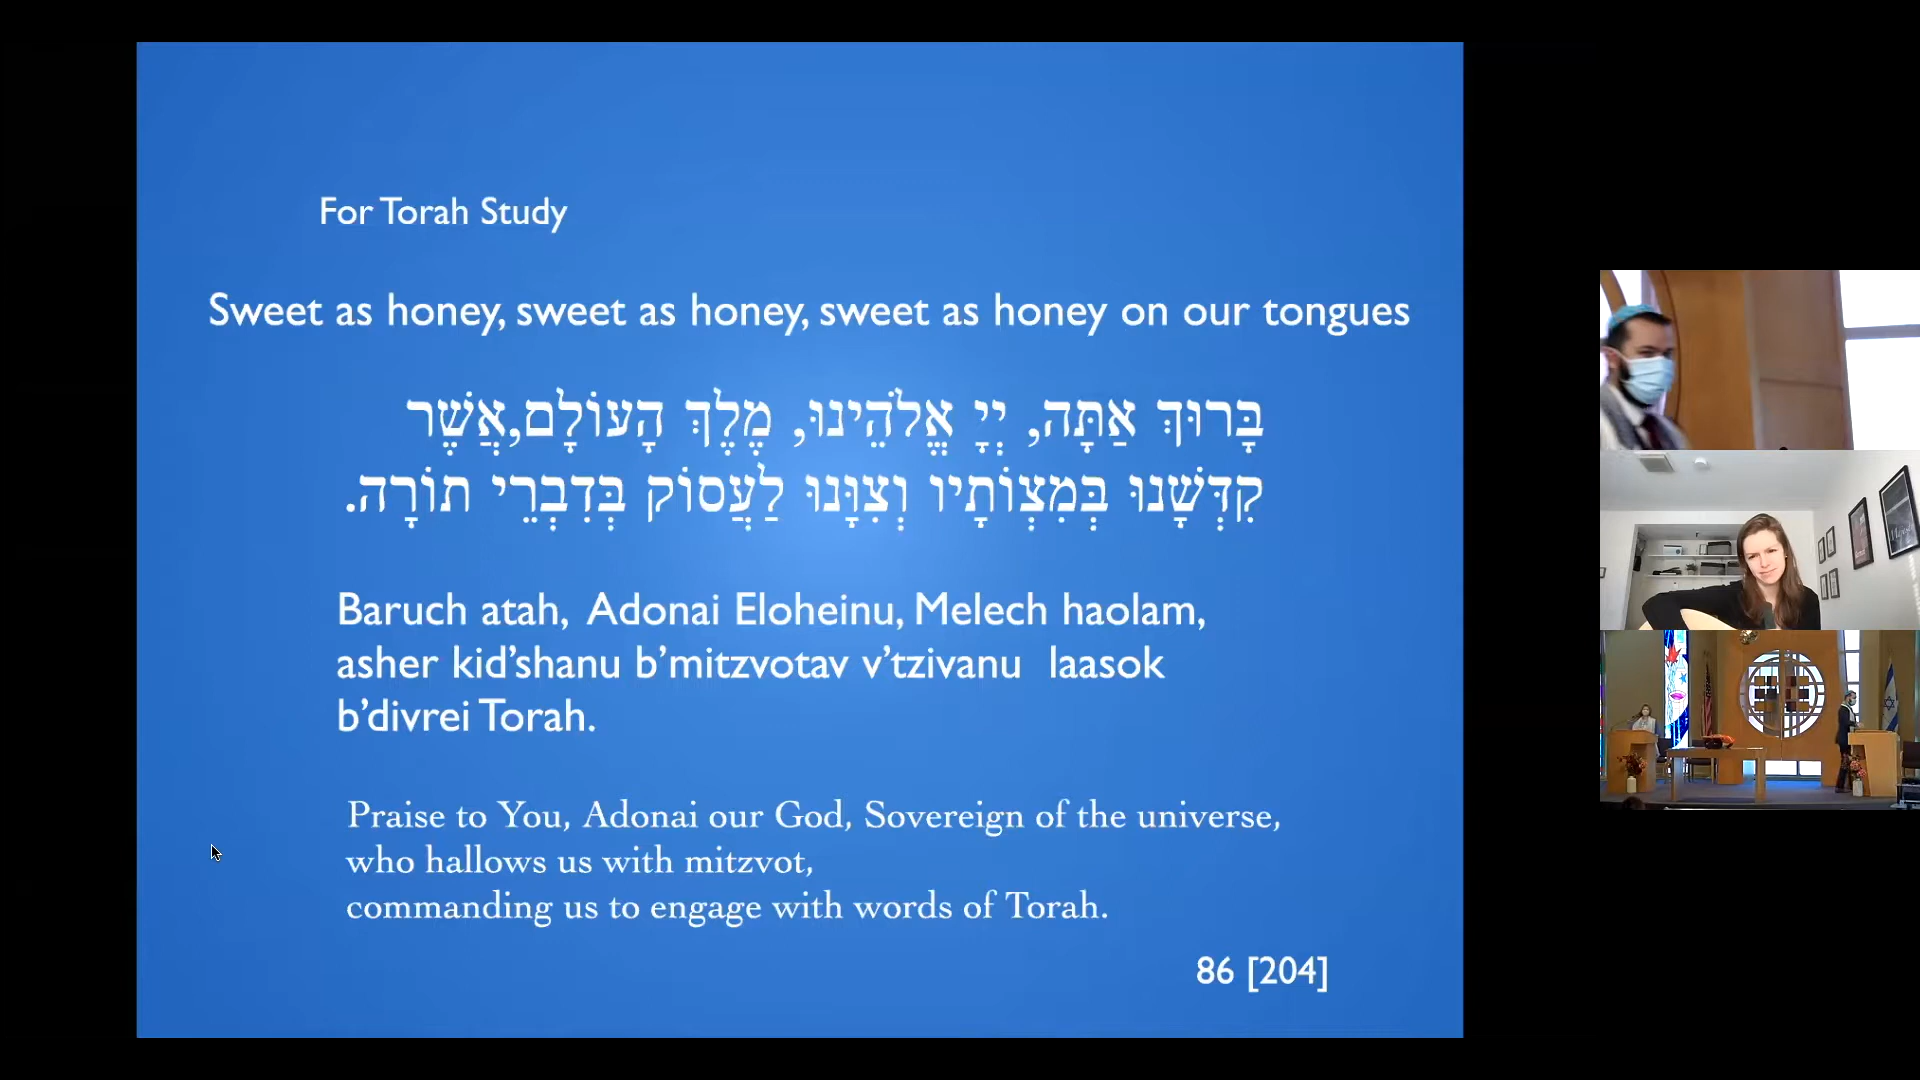 For Torah Study
Sweet as honey, sweet as honey, sweet as honey on our tongues
בָּרוּךְ אַתָּה, יְיָ אֱלֹהֵינוּ, מֶלֶךְ הָעוֹלָם,אֲשֶׁר
קִדְּשָׁנוּ בְּמִצְוֹתָיו וְצִוָּנוּ לַעֲסוֹק בְּדִבְרֵי תוֹרָה.
Baruch atah, Adonai Eloheinu, Melech haolam,
asher kid’shanu b’mitzvotav v’tzivanu laasok
b’divrei Torah.
Praise to You, Adonai our God, Sovereign of the universe,
who hallows us with mitzvot,
commanding us to engage with words of Torah.
86 [204]